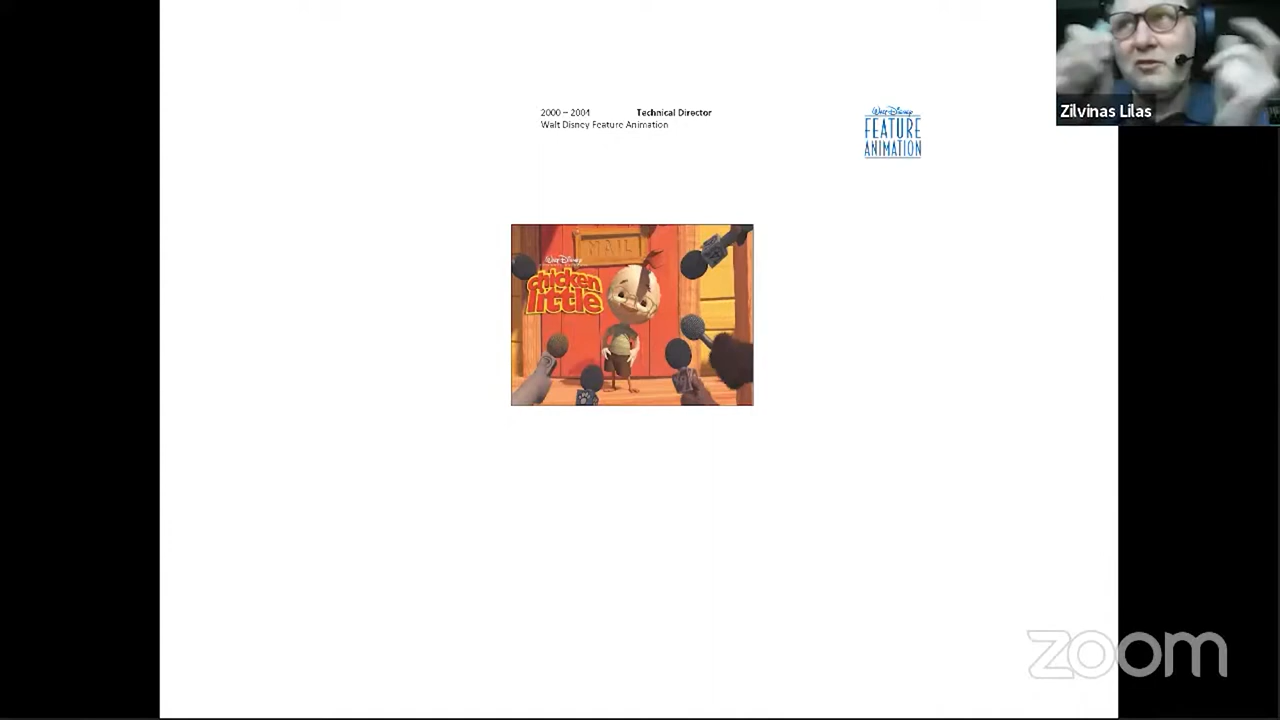 2000 – 2004 Technical Director
Walt Disney Feature Animation
Walt Disney
FEATURE
ANIMATION
Zilvinas Lilas
MAIL
Walt Disney
chicken
little
zoom